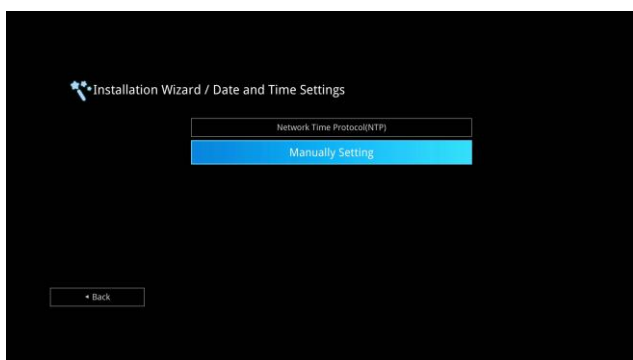 Installation Wizard / Date and Time Settings
Network Time Protocol(NTP)
Manually Setting
Back